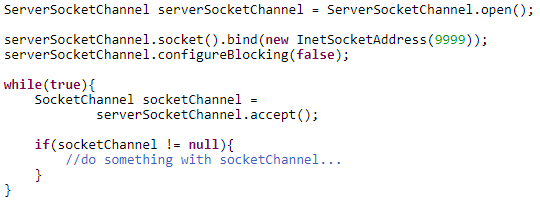 ServerSocketChannel serverSocketChannel = ServerSocketChannel.open();
serverSocketChannel.socket().bind(new InetSocketAddress(9999));
serverSocketChannel.configureBlocking(false);
while(true){
    SocketChannel socketChannel =
            serverSocketChannel.accept();
    if(socketChannel != null){
        //do something with socketChannel...
    }
}